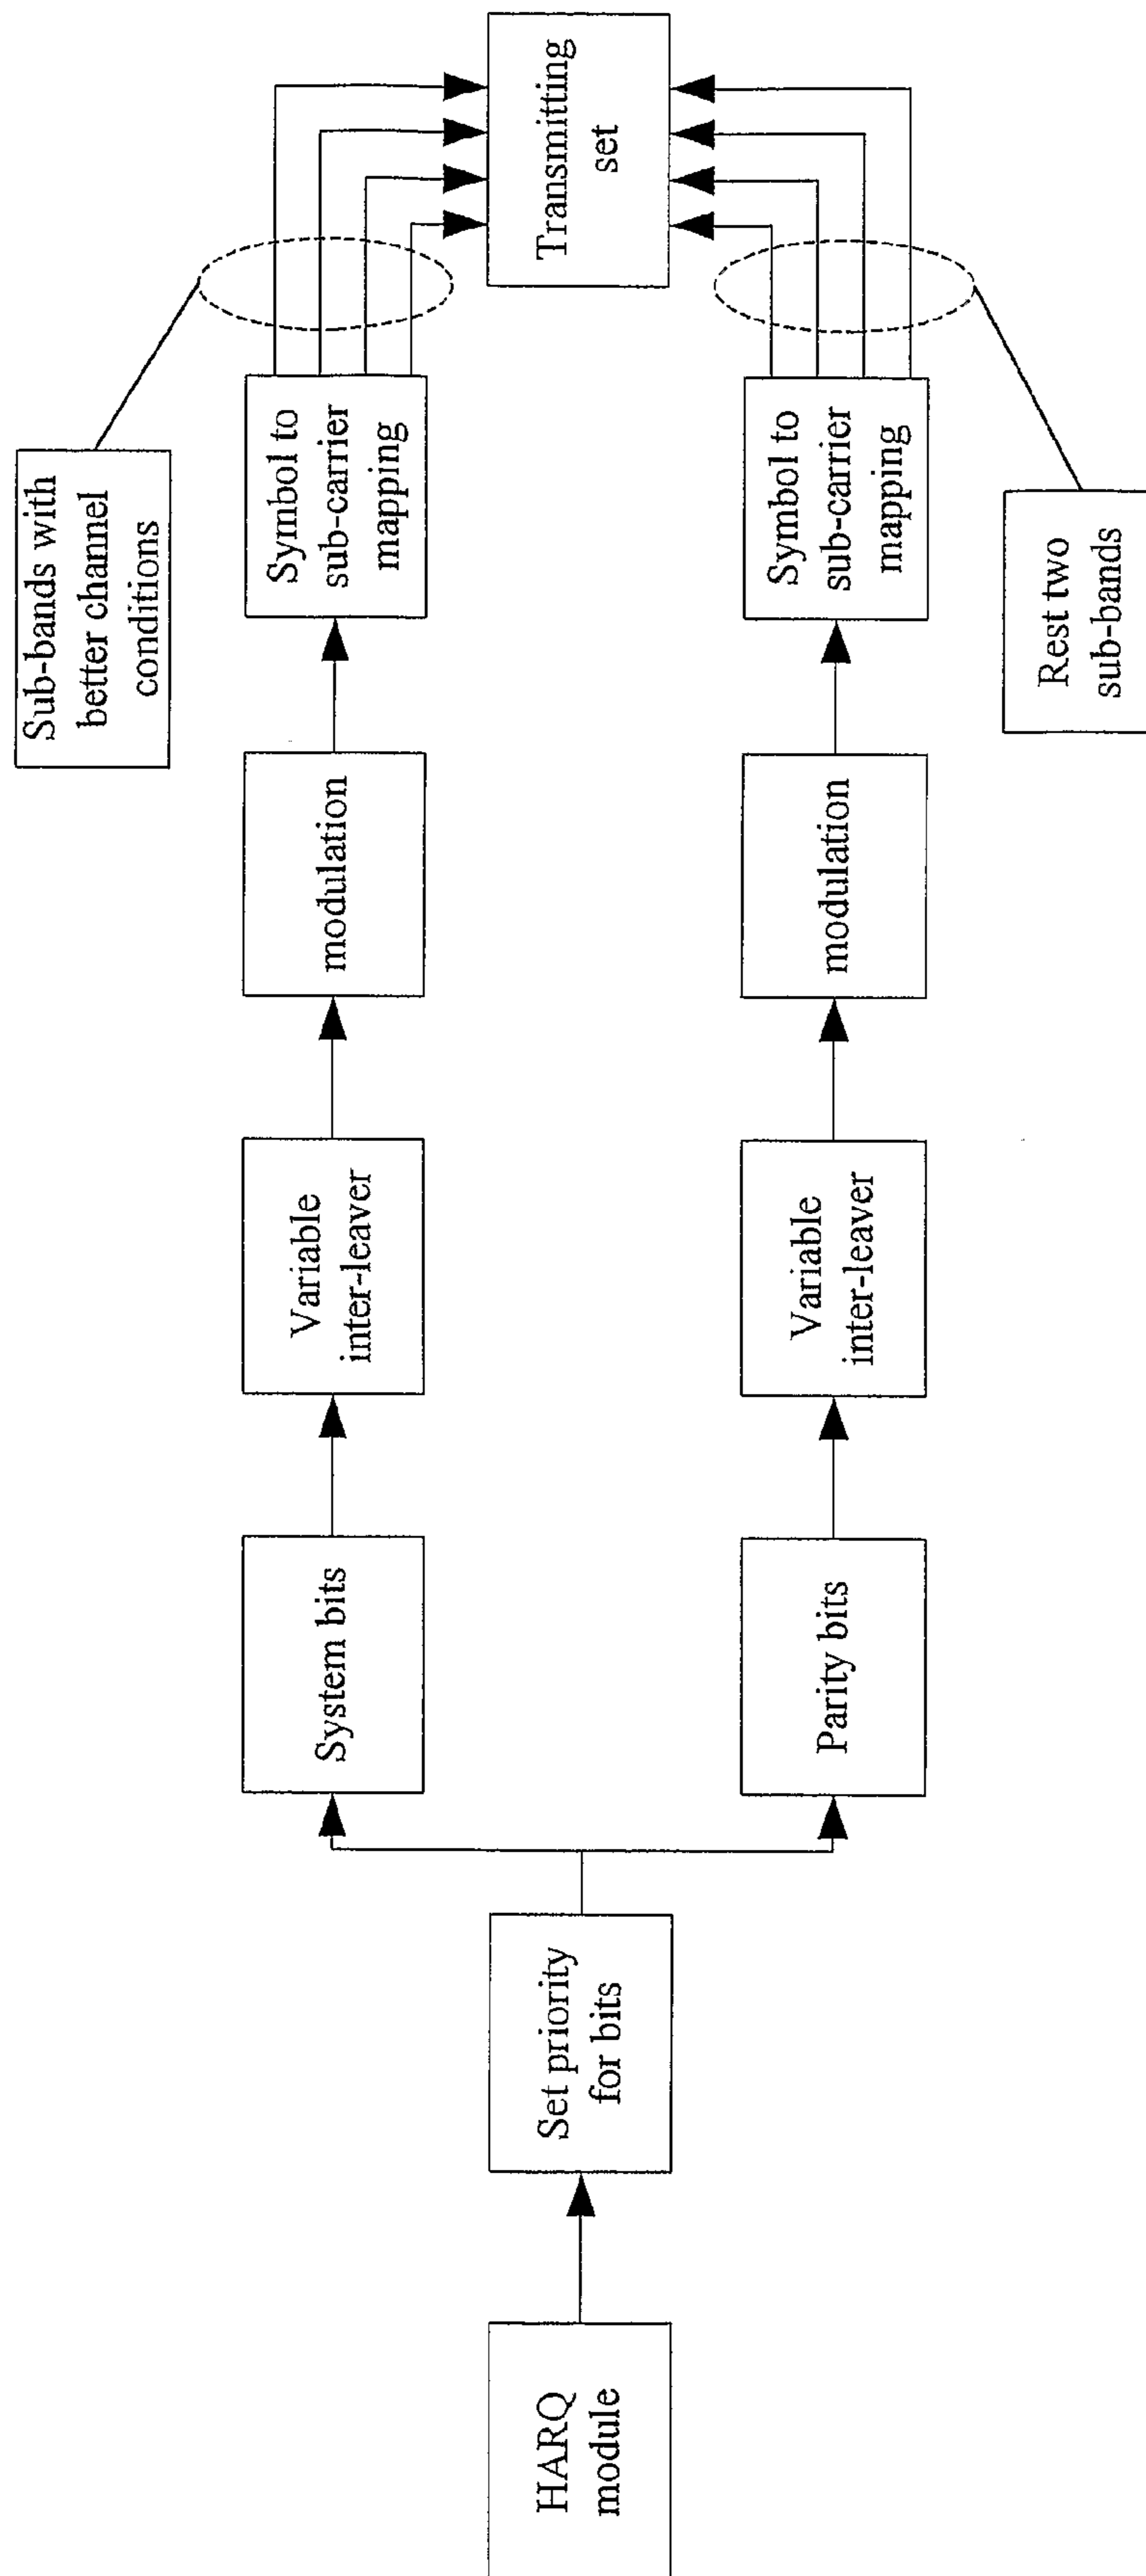 HARQ
module
Set priority
for bits
System bits
Variable
inter-leaver
modulation
Symbol to
sub-carrier
mapping
Sub-bands with
better channel
conditions
Parity bits
Variable
inter-leaver
modulation
Symbol to
sub-carrier
mapping
Rest two
sub-bands
Transmitting
set